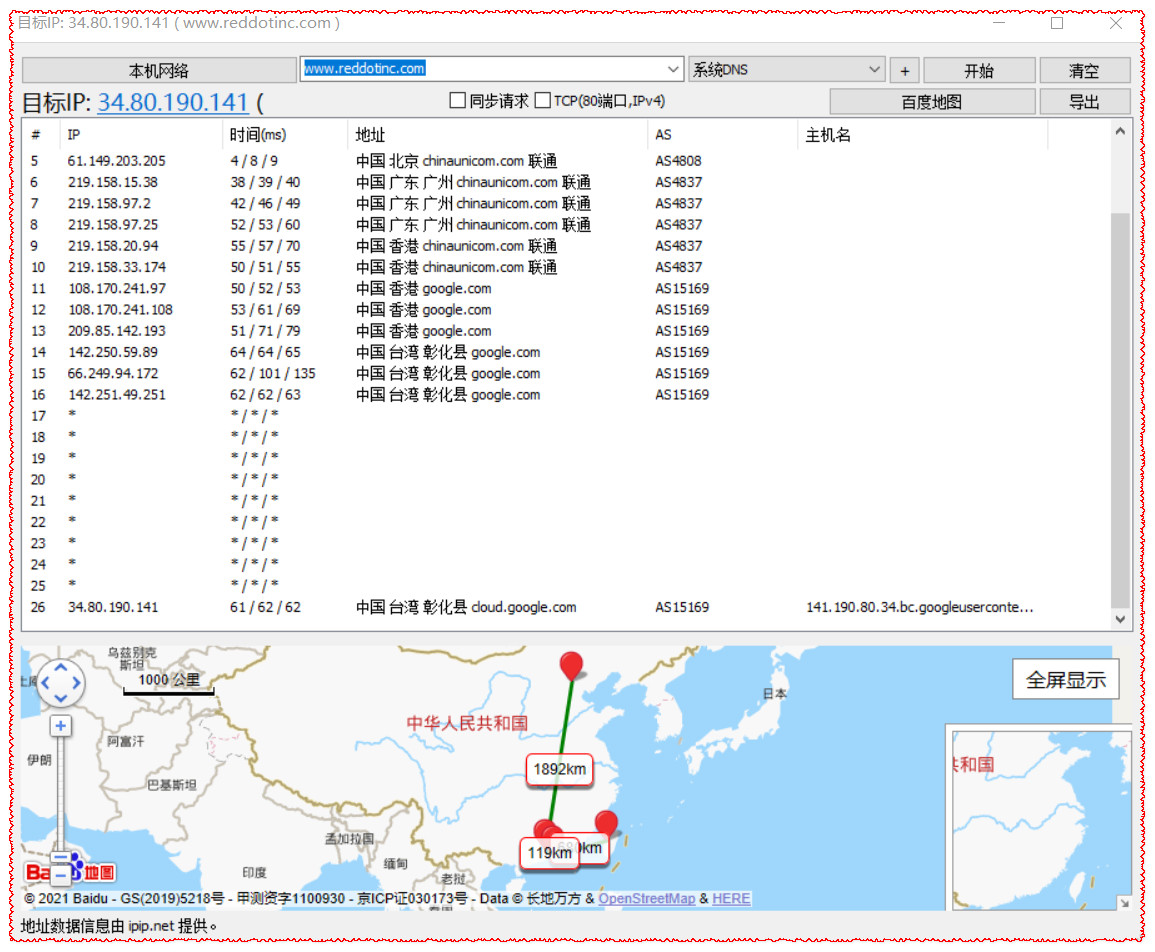 目标IP: 34.80.190.141 ( www.reddotinc.com )
本机网络 www.reddotinc.com 系统DNS + 开始 清空
目标IP: 34.80.190.141 ( 同步请求 TCP(80端口,IPv4) 百度地图 导出
# IP 时间(ms) 地址 AS 主机名
5 61.149.203.205 4 / 8 / 9 中国 北京 chinaunicom.com 联通 AS4808
6 219.158.15.38 38 / 39 / 40 中国 广东 广州 chinaunicom.com 联通 AS4837
7 219.158.97.2 42 / 46 / 49 中国 广东 广州 chinaunicom.com 联通 AS4837
8 219.158.97.25 52 / 53 / 60 中国 广东 广州 chinaunicom.com 联通 AS4837
9 219.158.20.94 55 / 57 / 70 中国 香港 chinaunicom.com 联通 AS4837
10 219.158.33.174 50 / 51 / 55 中国 香港 chinaunicom.com 联通 AS4837
11 108.170.241.97 50 / 52 / 53 中国 香港 google.com AS15169
12 108.170.241.108 53 / 61 / 69 中国 香港 google.com AS15169
13 209.85.142.193 51 / 71 / 79 中国 香港 google.com AS15169
14 142.250.59.89 64 / 64 / 65 中国 台湾 彰化县 google.com AS15169
15 66.249.94.172 62 / 101 / 135 中国 台湾 彰化县 google.com AS15169
16 142.251.49.251 62 / 62 / 63 中国 台湾 彰化县 google.com AS15169
17 * * / * / *
18 * * / * / *
19 * * / * / *
20 * * / * / *
21 * * / * / *
22 * * / * / *
23 * * / * / *
24 * * / * / *
25 * * / * / *
26 34.80.190.141 61 / 62 / 62 中国 台湾 彰化县 cloud.google.com AS15169 141.190.80.34.bc.googleuserconte...
乌兹别克
斯坦
1000 公里
全屏显示
日本
中华人民共和国
阿富汗
伊朗
共和国
1892km
巴基斯坦
孟加拉国
119km
缅甸
印度
地图
老挝
© 2021 Baidu - GS(2019)5218号 - 甲测资字1100930 - 京ICP证030173号 - Data © 长地万方 & OpenStreetMap & HERE
地址数据信息由 ipip.net 提供。